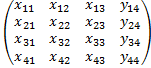 x₁₁ x₁₂ x₁₃ y₁₄
x₂₁ x₂₂ x₂₃ y₂₄
x₃₁ x₃₂ x₃₃ y₃₄
x₄₁ x₄₂ x₄₃ y₄₄